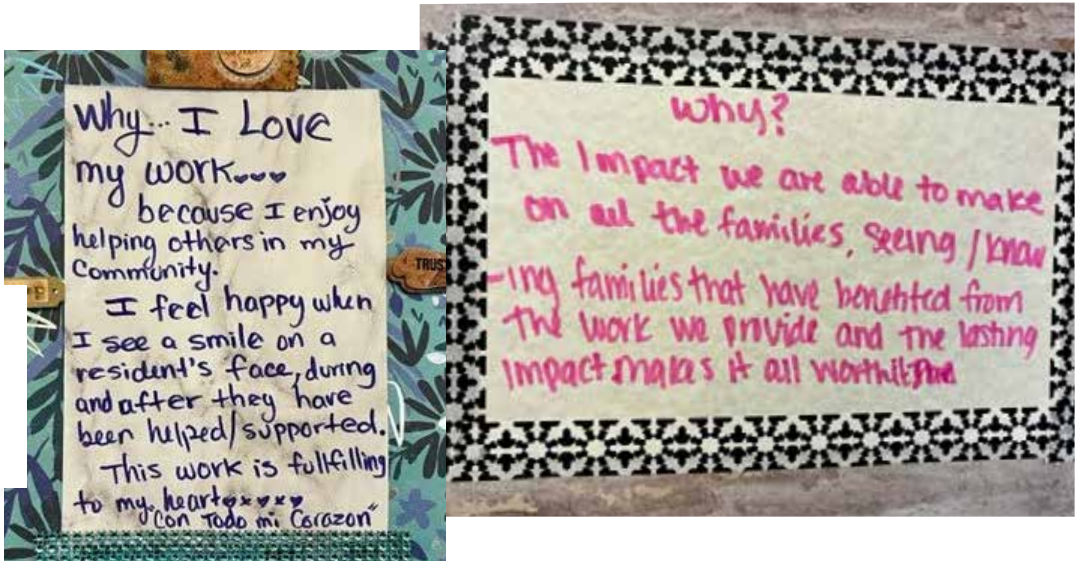 Why... I Love
my work
because I enjoy
helping others in my
Community.
I feel happy when
I see a smile on a
resident's face, during
and after they have
been helped/supported.
This work is fullfilling
to my heart
"Con Todo mi Corazon"
TRUS
Why?
The Impact we are able to make
on all the families, seeing / know
-ing families that have benefited from
The work we provide and the lasting
Impact makes it all